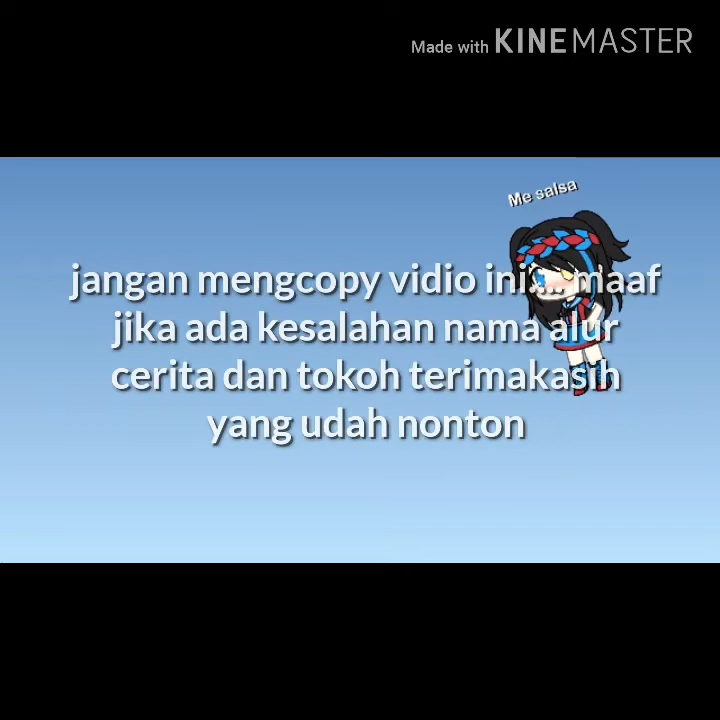 Made with KINEMASTER
Me salsa
jangan mengcopy vidio ini... maaf
jika ada kesalahan nama alur
cerita dan tokoh terimakasih
yang udah nonton